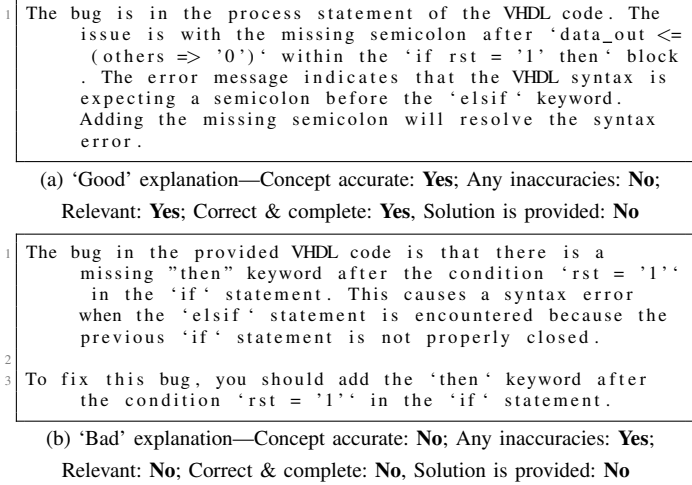 1 The bug is in the process statement of the VHDL code. The
issue is with the missing semicolon after ‘data_out <=
(others => '0')‘ within the ‘if rst = '1' then‘ block
. The error message indicates that the VHDL syntax is
expecting a semicolon before the ‘elsif‘ keyword.
Adding the missing semicolon will resolve the syntax
error.
(a) ‘Good’ explanation—Concept accurate: Yes; Any inaccuracies: No;
Relevant: Yes; Correct & complete: Yes, Solution is provided: No
1 The bug in the provided VHDL code is that there is a
missing ”then” keyword after the condition ‘rst = '1'‘
in the ‘if‘ statement. This causes a syntax error
when the ‘elsif‘ statement is encountered because the
previous ‘if‘ statement is not properly closed.
2
3 To fix this bug, you should add the ‘then‘ keyword after
the condition ‘rst = '1'‘ in the ‘if‘ statement.
(b) ‘Bad’ explanation—Concept accurate: No; Any inaccuracies: Yes;
Relevant: No; Correct & complete: No, Solution is provided: No